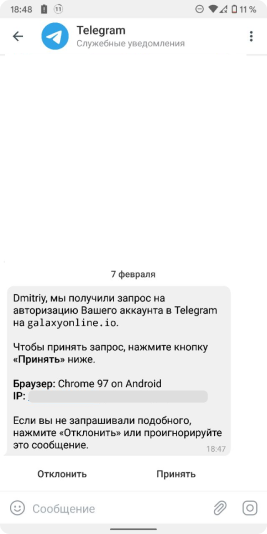 18:48 11 %
Telegram
Служебные уведомления
7 февраля
Dmitriy, мы получили запрос на
авторизацию Вашего аккаунта в Telegram
на galaxyonline.io.
Чтобы принять запрос, нажмите кнопку
«Принять» ниже.
Браузер: Chrome 97 on Android
IP:
Если вы не запрашивали подобного,
нажмите «Отклонить» или проигнорируйте
это сообщение.
18:47
Отклонить Принять
Сообщение